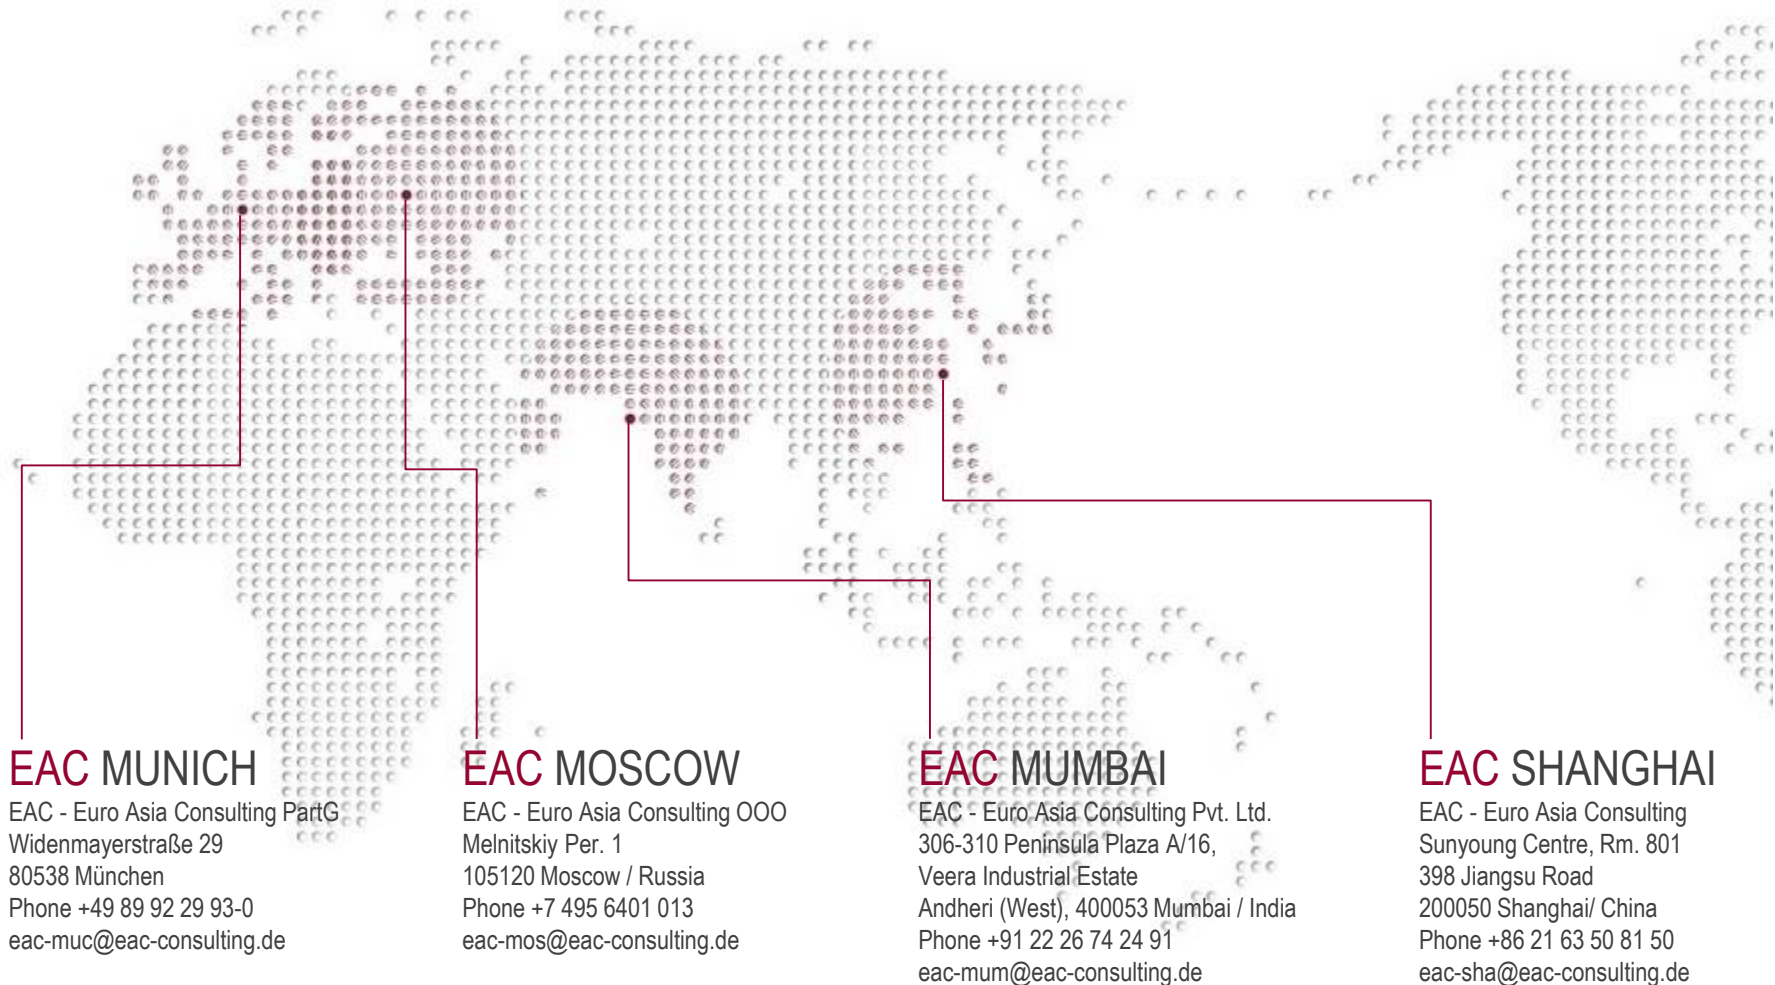 EAC MUNICH
EAC - Euro Asia Consulting PartG
Widenmayerstraße 29
80538 München
Phone +49 89 92 29 93-0
eac-muc@eac-consulting.de
EAC MOSCOW
EAC - Euro Asia Consulting OOO
Melnitskiy Per. 1
105120 Moscow / Russia
Phone +7 495 6401 013
eac-mos@eac-consulting.de
EAC MUMBAI
EAC - Euro Asia Consulting Pvt. Ltd.
306-310 Peninsula Plaza A/16,
Veera Industrial Estate
Andheri (West), 400053 Mumbai / India
Phone +91 22 26 74 24 91
eac-mum@eac-consulting.de
EAC SHANGHAI
EAC - Euro Asia Consulting
Sunyoung Centre, Rm. 801
398 Jiangsu Road
200050 Shanghai/ China
Phone +86 21 63 50 81 50
eac-sha@eac-consulting.de